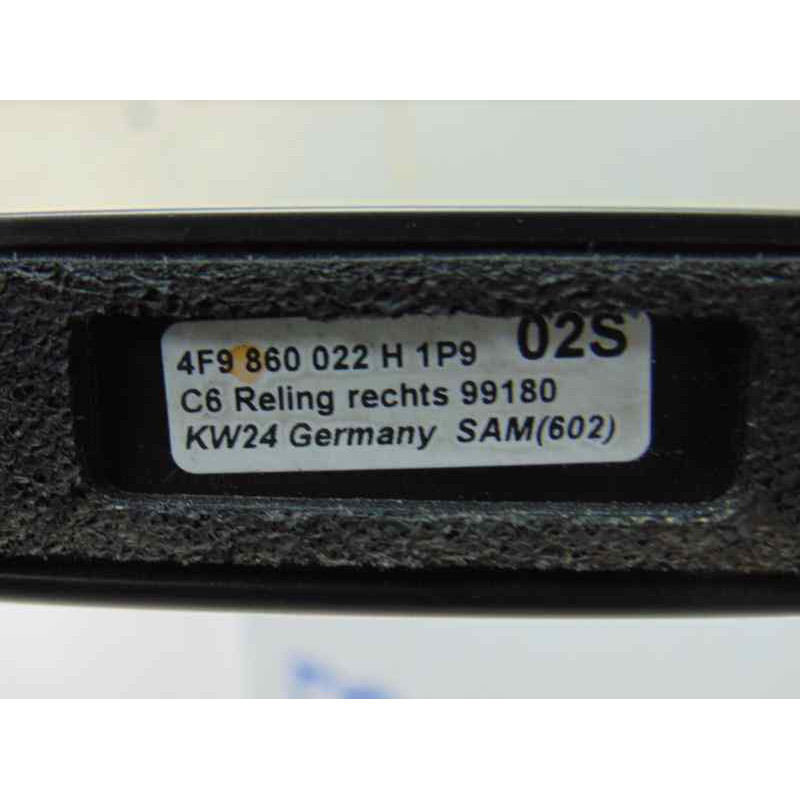 4F9 860 022 H 1P9 02S
C6 Reling rechts 99180
KW24 Germany SAM(602)